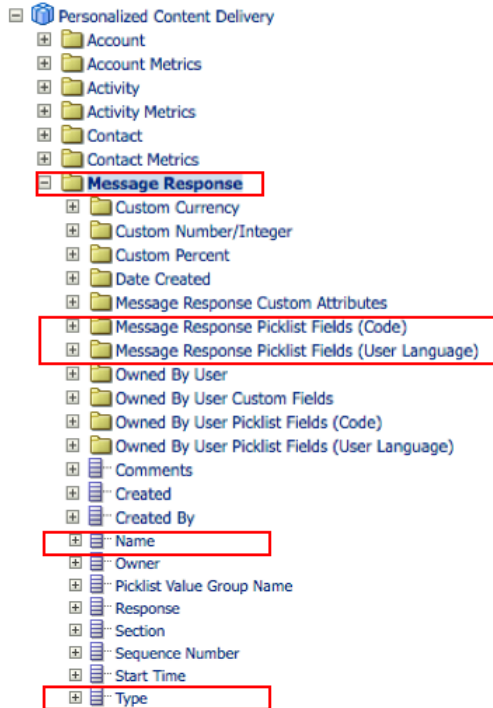 Personalized Content Delivery
Account
Account Metrics
Activity
Activity Metrics
Contact
Contact Metrics
Message Response
Custom Currency
Custom Number/Integer
Custom Percent
Date Created
Message Response Custom Attributes
Message Response Picklist Fields (Code)
Message Response Picklist Fields (User Language)
Owned By User
Owned By User Custom Fields
Owned By User Picklist Fields (Code)
Owned By User Picklist Fields (User Language)
Comments
Created
Created By
Name
Owner
Picklist Value Group Name
Response
Section
Sequence Number
Start Time
Type